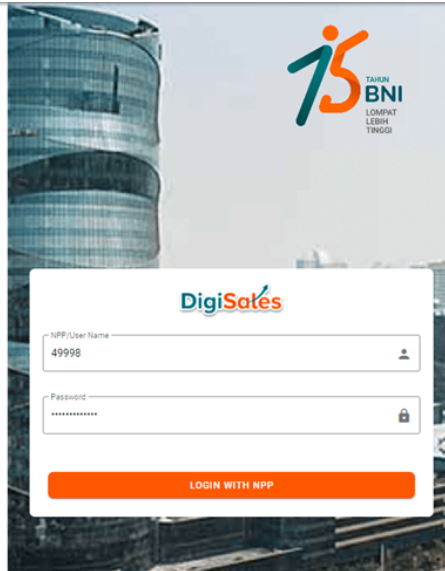 75
TAHUN
BNI
LOMPAT
LEBIH
TINGGI
DigiSales
NPP/User Name
49998
Password
•••••••••••••
LOGIN WITH NPP